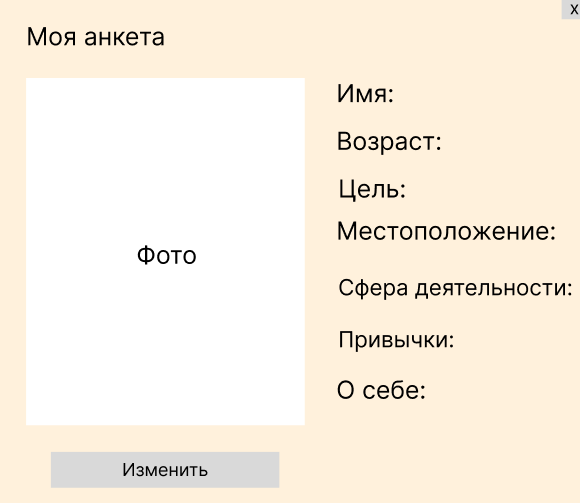 x
Моя анкета
Имя:
Возраст:
Цель:
Местоположение:
Фото
Сфера деятельности:
Привычки:
О себе:
Изменить